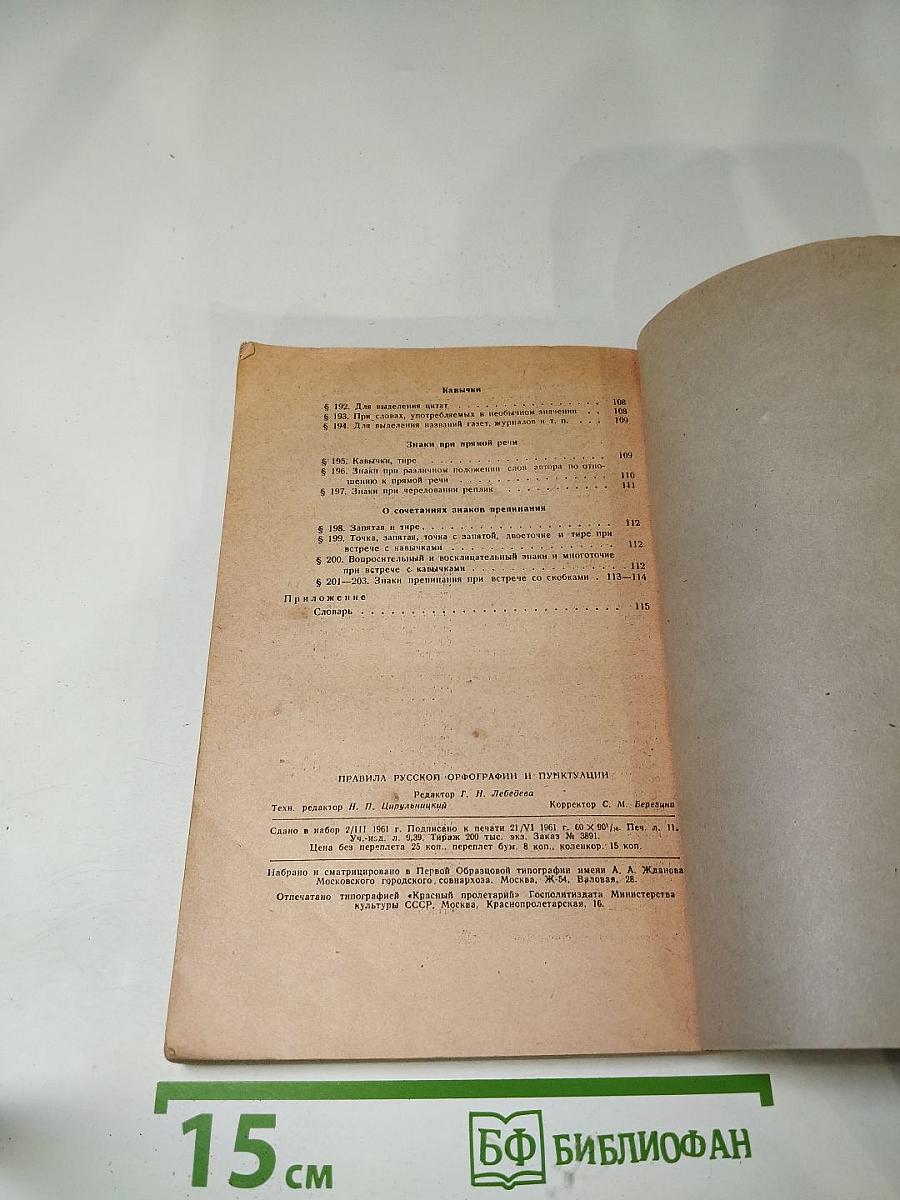 Кавычки
§ 192. Для выделения цитат . . . . . . . . . . . . . . . 108
§ 193. При словах, употребляемых в необычном значении . . 108
§ 194. Для выделения названий газет, журналов и т. п. . . . 109
Знаки при прямой речи
§ 195. Кавычки, тире . . . . . . . . . . . . . . . . . . 109
§ 196. Знаки при различном положении слов автора по отно-
шению к прямой речи . . . . . . . . . . . . . . . 110
§ 197. Знаки при чередовании реплик . . . . . . . . . . . 111
О сочетаниях знаков препинания
§ 198. Запятая и тире . . . . . . . . . . . . . . . . . . 112
§ 199. Точка, запятая, точка с запятой, двоеточие и тире при
встрече с кавычками . . . . . . . . . . . . . . . 112
§ 200. Вопросительный и восклицательный знаки и многоточие
при встрече с кавычками . . . . . . . . . . . . . 112
§ 201—203. Знаки препинания при встрече со скобками . 113—114
Приложение
Словарь . . . . . . . . . . . . . . . . . . . . . . . . 115
ПРАВИЛА РУССКОЙ ОРФОГРАФИИ И ПУНКТУАЦИИ
Редактор Г. Н. Лебедева
Техн. редактор Н. П. Цирульницкий Корректор С. М. Березина
Сдано в набор 2/III 1961 г. Подписано к печати 21/VI 1961 г. 60 × 90¹/₁₆. Печ. л. 11.
Уч.-изд. л. 9,39. Тираж 200 тыс. экз. Заказ № 3891.
Цена без переплета 25 коп., переплет бум. 8 коп., коленкор. 15 коп.
Набрано и сматрицировано в Первой Образцовой типографии имени А. А. Жданова
Московского городского совнархоза. Москва, Ж-54, Валовая, 28.
Отпечатано типографией «Красный пролетарий» Госполитиздата Министерства
культуры СССР. Москва, Краснопролетарская, 16.
15 см
БФ БИБЛИОФАН